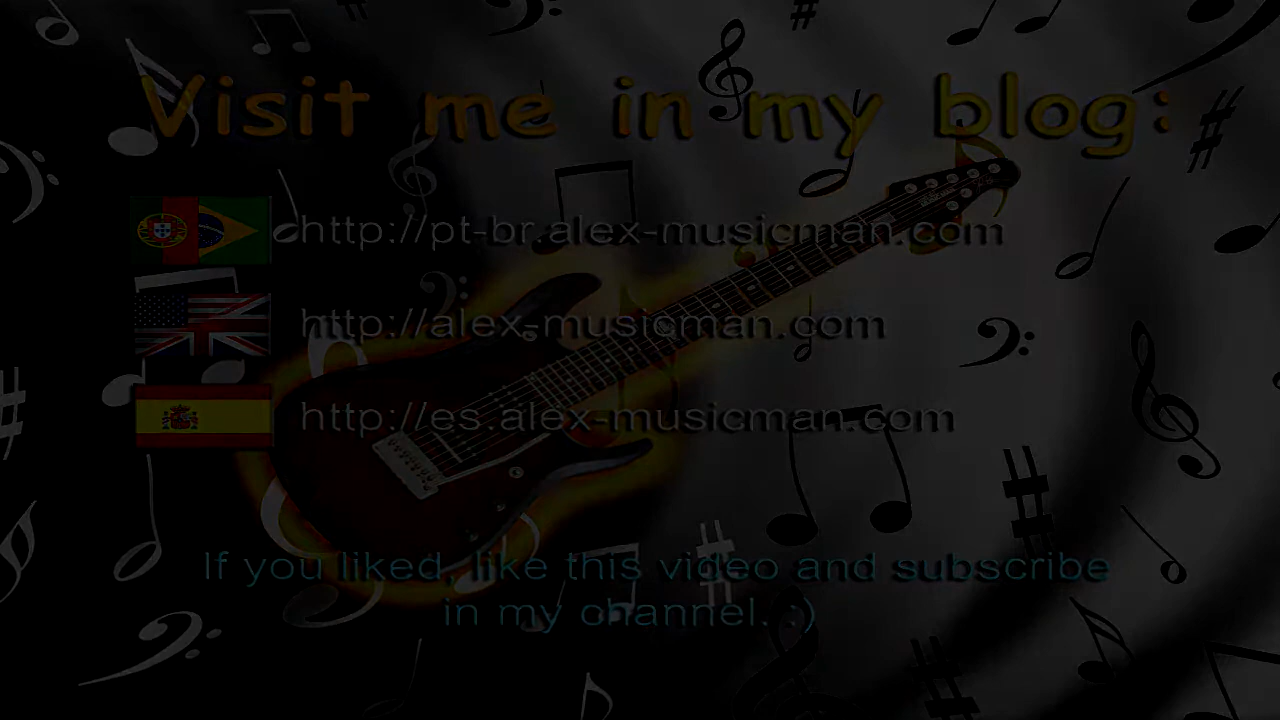 Visit me in my blog:
http://pt-br.alex-musicman.com
http://alex-musicman.com
http://es.alex-musicman.com
If you liked, like this video and subscribe
in my channel. :)